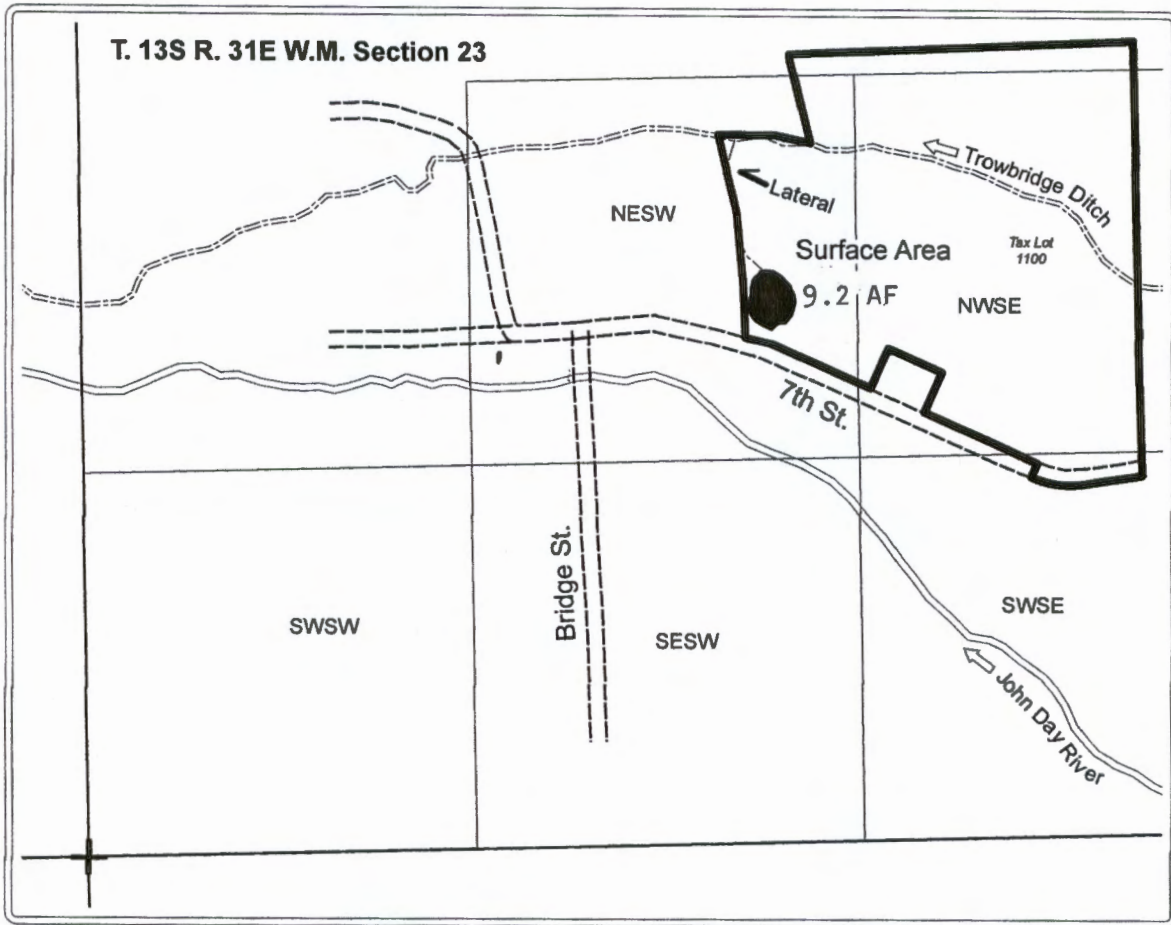 T. 13S R. 31E W.M. Section 23
Trowbridge Ditch
Lateral
NESW
Surface Area
Tax Lot
1100
9.2 AF
NWSE
7th St.
Bridge St.
SWSW
SESW
SWSE
John Day River